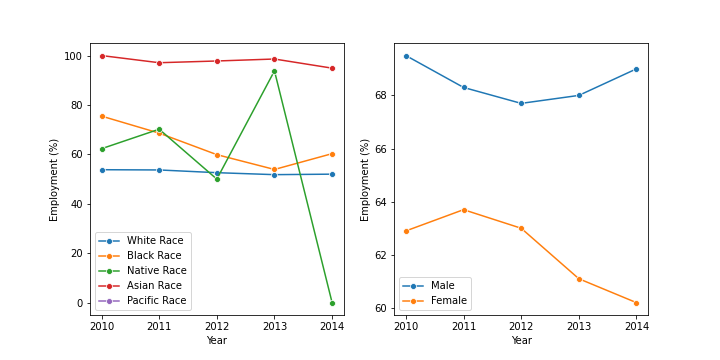 100
80
60
40
20
0
Employment (%)
White Race
Black Race
Native Race
Asian Race
Pacific Race
2010 2011 2012 2013 2014
Year
68
66
64
62
60
Employment (%)
Male
Female
2010 2011 2012 2013 2014
Year